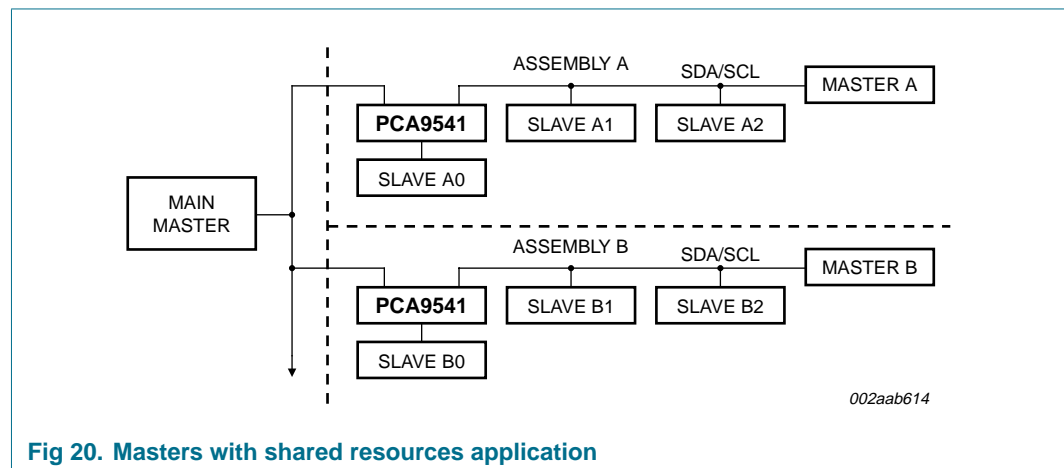 ASSEMBLY A
SDA/SCL
MASTER A
PCA9541
SLAVE A1
SLAVE A2
SLAVE A0
MAIN
MASTER
ASSEMBLY B
SDA/SCL
MASTER B
PCA9541
SLAVE B1
SLAVE B2
SLAVE B0
002aab614
Fig 20. Masters with shared resources application